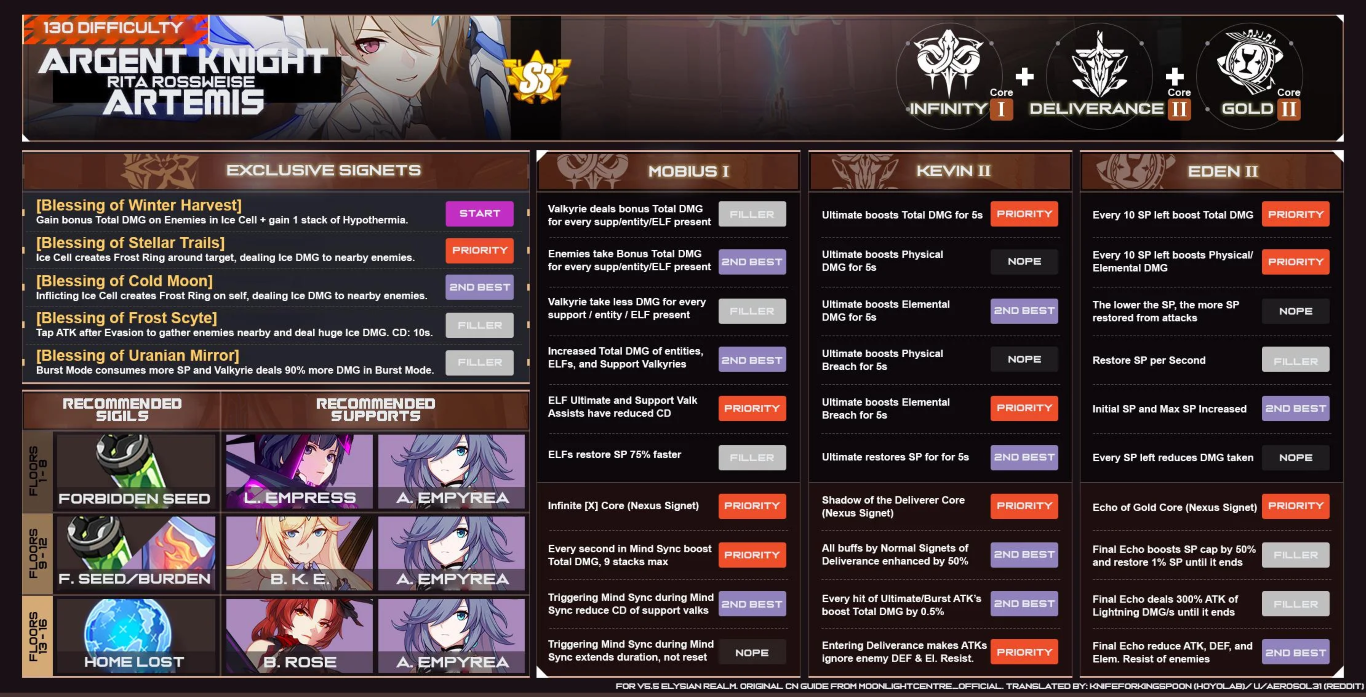 130 DIFFICULTY
ARGENT KNIGHT
RITA ROSSWEISE
ARTEMIS
SS
INFINITY Core I + DELIVERANCE Core II + GOLD Core II
EXCLUSIVE SIGNETS
[Blessing of Winter Harvest]
Gain bonus Total DMG on Enemies in Ice Cell + gain 1 stack of Hypothermia.
START
[Blessing of Stellar Trails]
Ice Cell creates Frost Ring around target, dealing Ice DMG to nearby enemies.
PRIORITY
[Blessing of Cold Moon]
Inflicting Ice Cell creates Frost Ring on self, dealing Ice DMG to nearby enemies.
2ND BEST
[Blessing of Frost Scyte]
Tap ATK after Evasion to gather enemies nearby and deal huge Ice DMG. CD: 10s.
FILLER
[Blessing of Uranian Mirror]
Burst Mode consumes more SP and Valkyrie deals 90% more DMG in Burst Mode.
FILLER
RECOMMENDED
SIGILS
RECOMMENDED
SUPPORTS
FLOORS
1 - 8
FORBIDDEN SEED
L. EMPRESS
A. EMPYREA
FLOORS
9 - 12
F. SEED/BURDEN
B. K. E.
A. EMPYREA
FLOORS
13 - 16
HOME LOST
B. ROSE
A. EMPYREA
MOBIUS I
Valkyrie deals bonus Total DMG
for every supp/entity/ELF present
FILLER
Enemies take Bonus Total DMG
for every supp/entity/ELF present
2ND BEST
Valkyrie take less DMG for every
support / entity / ELF present
FILLER
Increased Total DMG of entities,
ELFs, and Support Valkyries
2ND BEST
ELF Ultimate and Support Valk
Assists have reduced CD
PRIORITY
ELFs restore SP 75% faster
FILLER
Infinite [X] Core (Nexus Signet)
PRIORITY
Every second in Mind Sync boost
Total DMG, 9 stacks max
PRIORITY
Triggering Mind Sync during Mind
Sync reduce CD of support valks
2ND BEST
Triggering Mind Sync during Mind
Sync extends duration, not reset
NOPE
KEVIN II
Ultimate boosts Total DMG for 5s
PRIORITY
Ultimate boosts Physical
DMG for 5s
NOPE
Ultimate boosts Elemental
DMG for 5s
2ND BEST
Ultimate boosts Physical
Breach for 5s
NOPE
Ultimate boosts Elemental
Breach for 5s
PRIORITY
Ultimate restores SP for for 5s
2ND BEST
Shadow of the Deliverer Core
(Nexus Signet)
PRIORITY
All buffs by Normal Signets of
Deliverance enhanced by 50%
2ND BEST
Every hit of Ultimate/Burst ATK's
boost Total DMG by 0.5%
2ND BEST
Entering Deliverance makes ATKs
ignore enemy DEF & El. Resist.
PRIORITY
EDEN II
Every 10 SP left boost Total DMG
PRIORITY
Every 10 SP left boosts Physical/
Elemental DMG
PRIORITY
The lower the SP, the more SP
restored from attacks
NOPE
Restore SP per Second
FILLER
Initial SP and Max SP Increased
2ND BEST
Every SP left reduces DMG taken
NOPE
Echo of Gold Core (Nexus Signet)
PRIORITY
Final Echo boosts SP cap by 50%
and restore 1% SP until it ends
FILLER
Final Echo deals 300% ATK of
Lightning DMG/s until it ends
FILLER
Final Echo reduce ATK, DEF, and
Elem. Resist of enemies
2ND BEST
FOR V5.5 ELYSIAN REALM. ORIGINAL CN GUIDE FROM MOONLIGHTCENTRE_OFFICIAL. TRANSLATED BY: KNIFEFORKINGSPOON (HOYOLAB)/ U/AEROSOL31 (REDDIT)